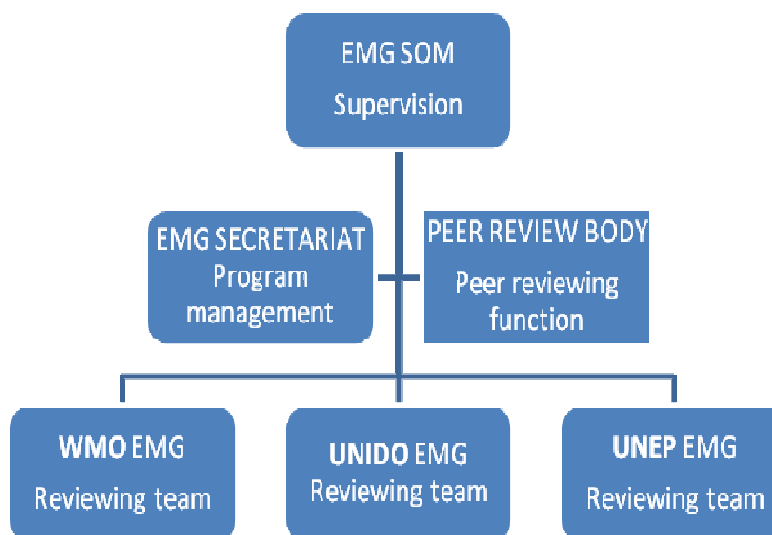 EMG SOM
Supervision
EMG SECRETARIAT
Program
management
PEER REVIEW BODY
Peer reviewing
function
WMO EMG
Reviewing team
UNIDO EMG
Reviewing team
UNEP EMG
Reviewing team